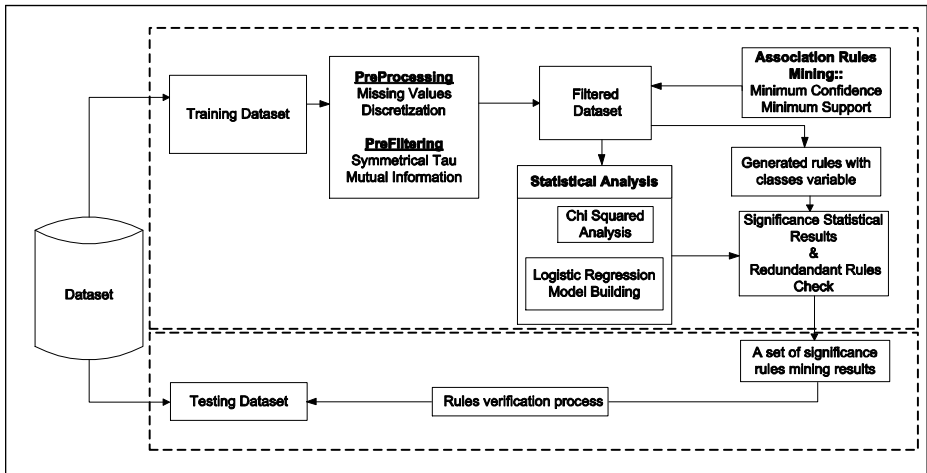 Dataset
Training Dataset
PreProcessing
Missing Values
Discretization
PreFiltering
Symmetrical Tau
Mutual Information
Filtered
Dataset
Association Rules
Mining::
Minimum Confidence
Minimum Support
Generated rules with
classes variable
Statistical Analysis
Chi Squared
Analysis
Logistic Regression
Model Building
Significance Statistical
Results
&
Redundandant Rules
Check
A set of significance
rules mining results
Rules verification process
Testing Dataset